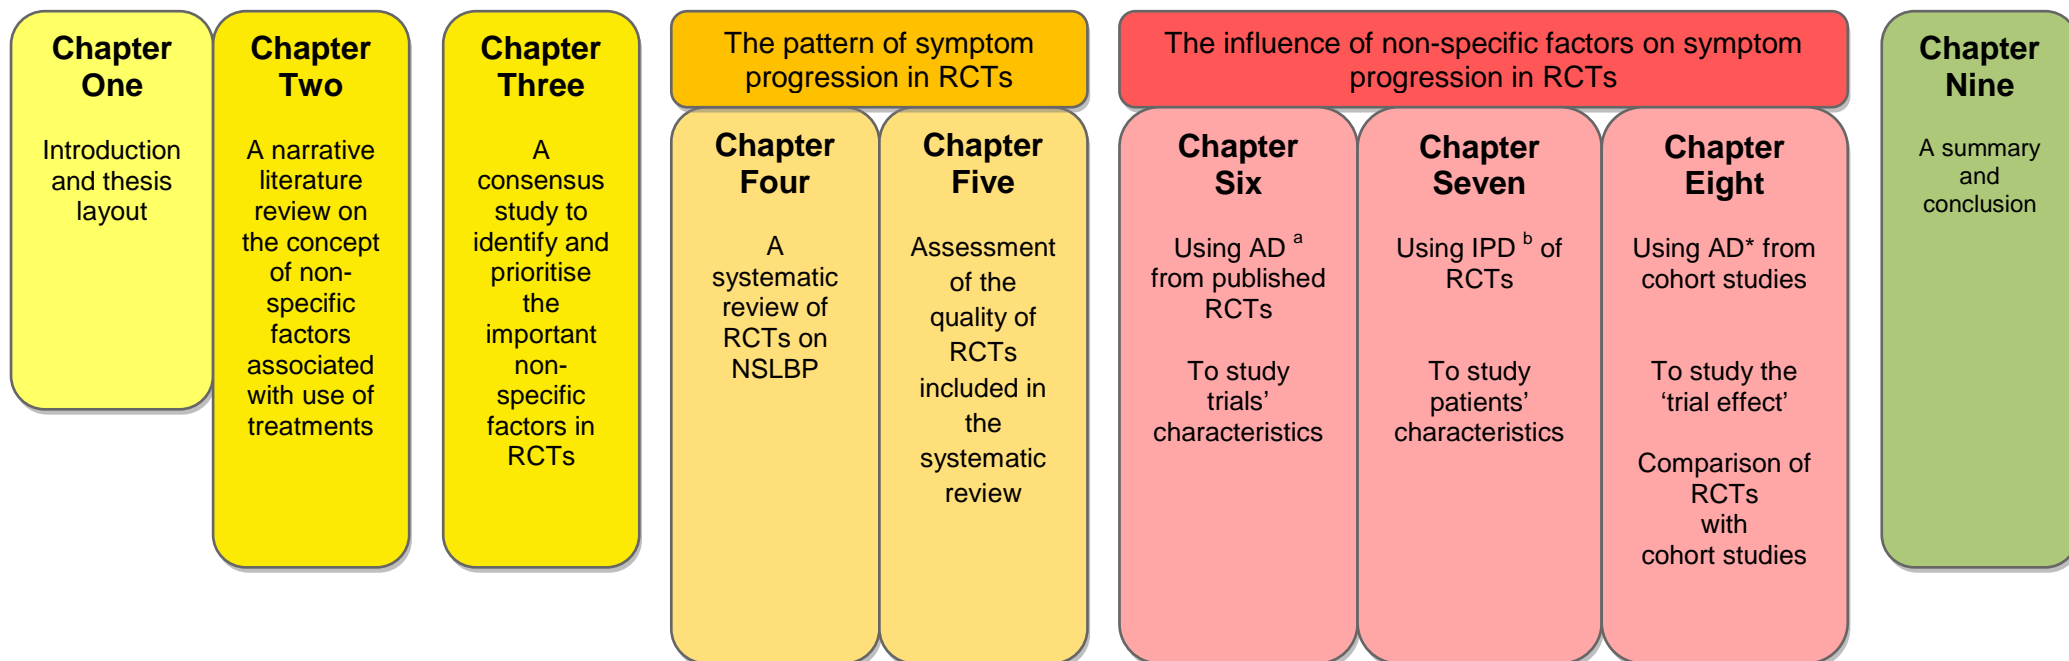 Chapter
One
Introduction
and thesis
layout
Chapter
Two
A narrative
literature
review on
the concept
of non-
specific
factors
associated
with use of
treatments
Chapter
Three
A
consensus
study to
identify and
prioritise
the
important
non-
specific
factors in
RCTs
The pattern of symptom
progression in RCTs
Chapter
Four
A
systematic
review of
RCTs on
NSLBP
Chapter
Five
Assessment
of the
quality of
RCTs
included in
the
systematic
review
The influence of non-specific factors on symptom
progression in RCTs
Chapter
Six
Using AD a
from published
RCTs
To study
trials’
characteristics
Chapter
Seven
Using IPD b of
RCTs
To study
patients’
characteristics
Chapter
Eight
Using AD* from
cohort studies
To study the
‘trial effect’
Comparison of
RCTs
with
cohort studies
Chapter
Nine
A summary
and
conclusion